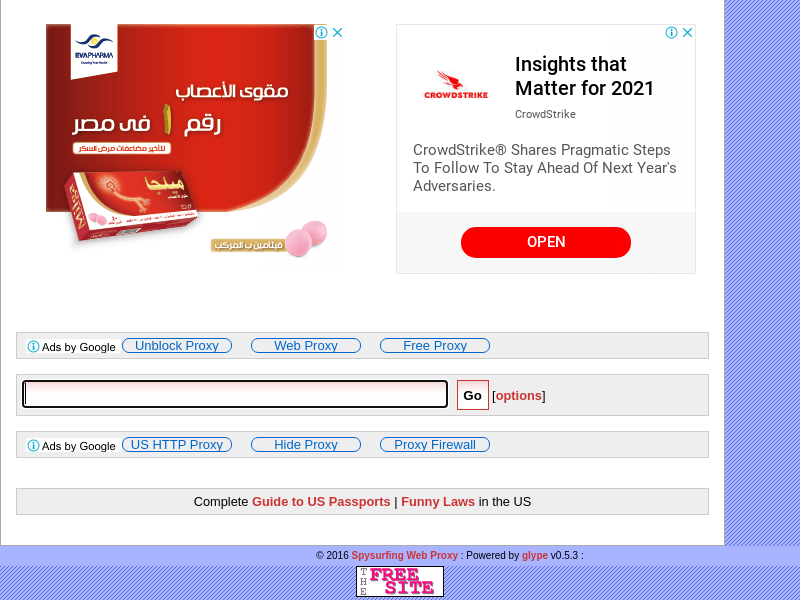 EVAPHARMA
مقوى الأعصاب
رقم 1 فى مصر
لتأخير مضاعفات مرض السكر
ميلجا
فيتامين ب المركب
Insights that
Matter for 2021
CROWDSTRIKE
CrowdStrike
CrowdStrike® Shares Pragmatic Steps
To Follow To Stay Ahead Of Next Year's
Adversaries.
OPEN
Ads by Google Unblock Proxy Web Proxy Free Proxy
Go [options]
Ads by Google US HTTP Proxy Hide Proxy Proxy Firewall
Complete Guide to US Passports | Funny Laws in the US
© 2016 Spysurfing Web Proxy : Powered by glype v0.5.3 :
THE FREE SITE